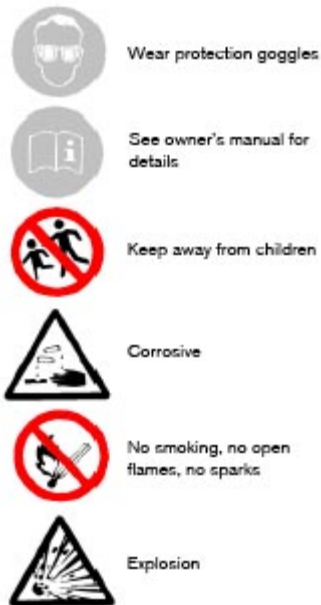 Wear protection goggles
See owner's manual for
details
Keep away from children
Corrosive
No smoking, no open
flames, no sparks
Explosion